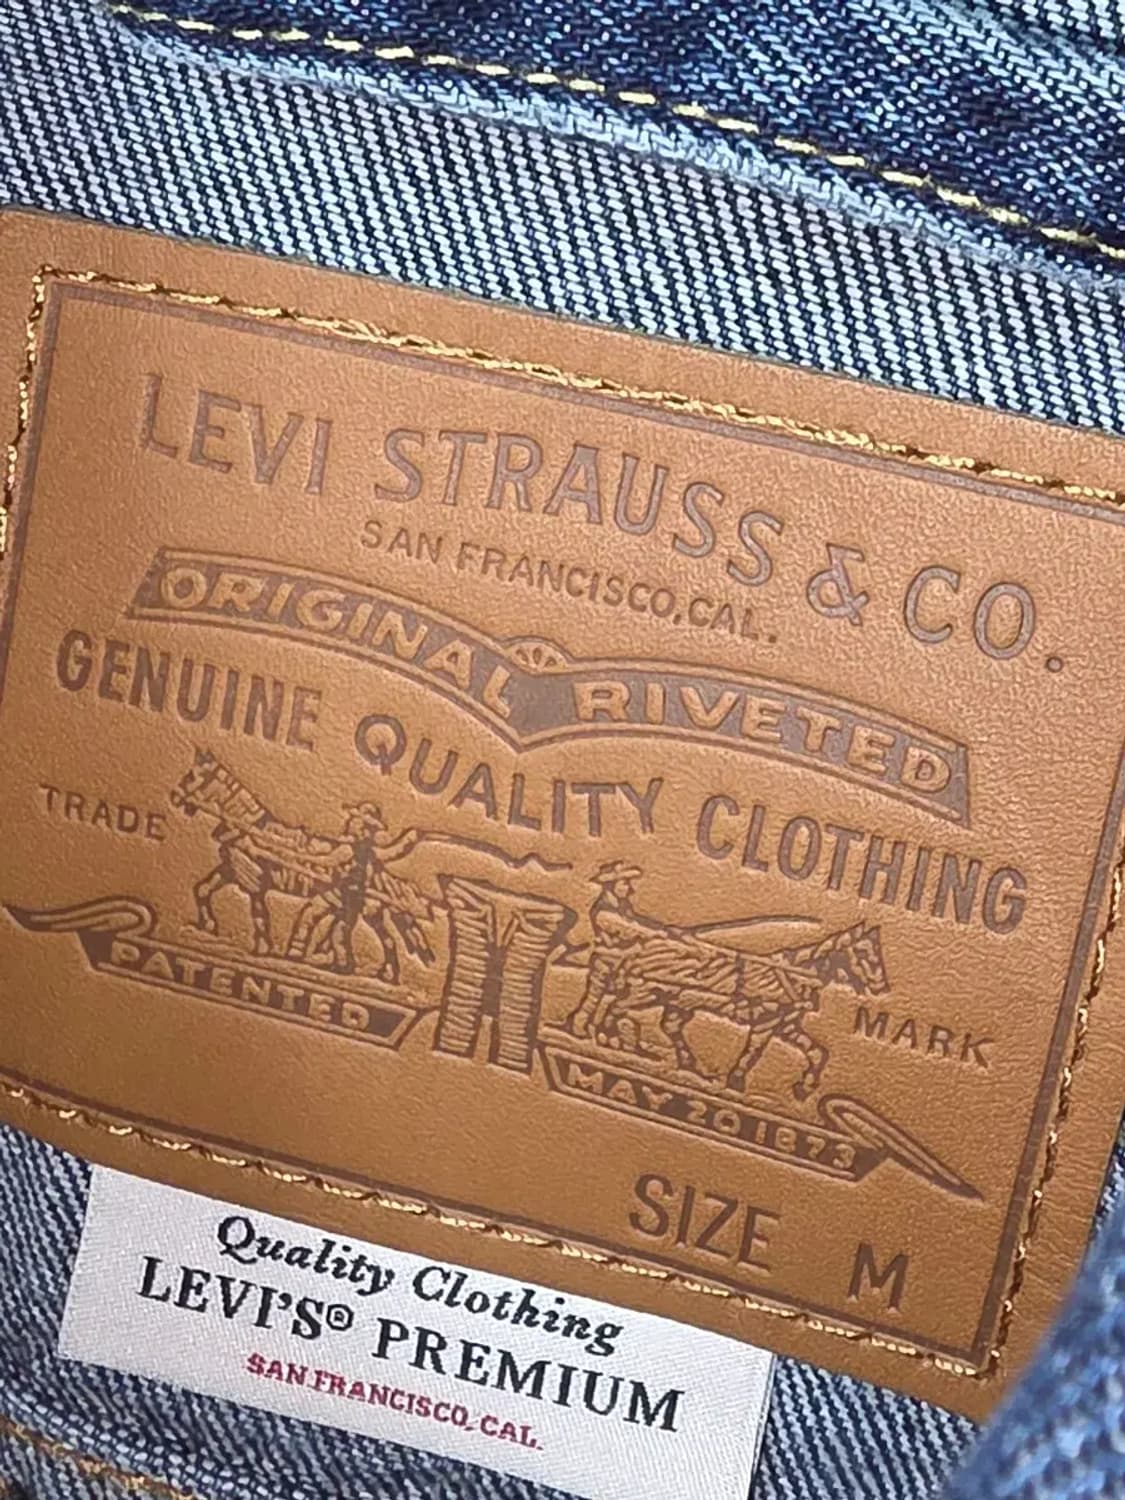 LEVI STRAUSS & CO.
SAN FRANCISCO, CAL.
ORIGINAL RIVETED
GENUINE QUALITY CLOTHING
TRADE MARK
PATENTED MAY 20 1873
SIZE M
Quality Clothing
LEVI'S® PREMIUM
SAN FRANCISCO, CAL.